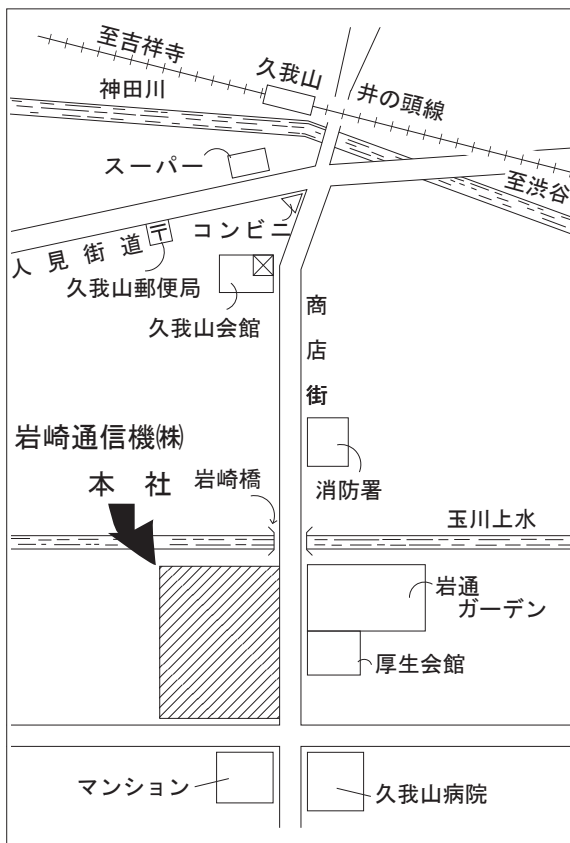 至吉祥寺
久我山
井の頭線
神田川
スーパー
至渋谷
コンビニ
人見街道
〒
久我山郵便局
久我山会館
商店街
岩崎通信機㈱
本社
岩崎橋
消防署
玉川上水
岩通
ガーデン
厚生会館
マンション
久我山病院